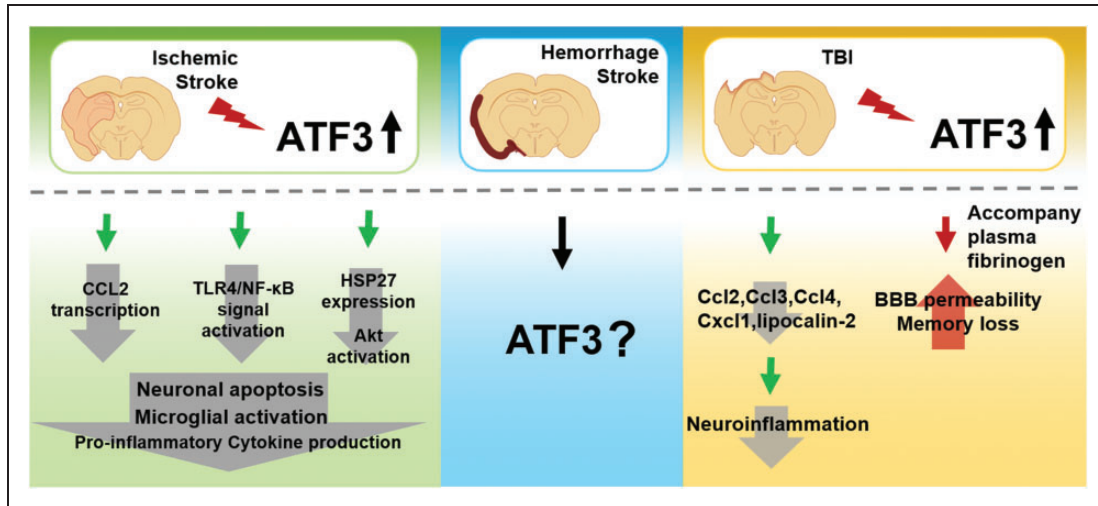 Ischemic
Stroke
ATF3
Hemorrhage
Stroke
TBI
ATF3
CCL2
transcription
TLR4/NF-κB
signal
activation
HSP27
expression
Akt
activation
Neuronal apoptosis
Microglial activation
Pro-inflammatory Cytokine production
ATF3?
Ccl2,Ccl3,Ccl4,
Cxcl1,lipocalin-2
Neuroinflammation
Accompany
plasma
fibrinogen
BBB permeability
Memory loss